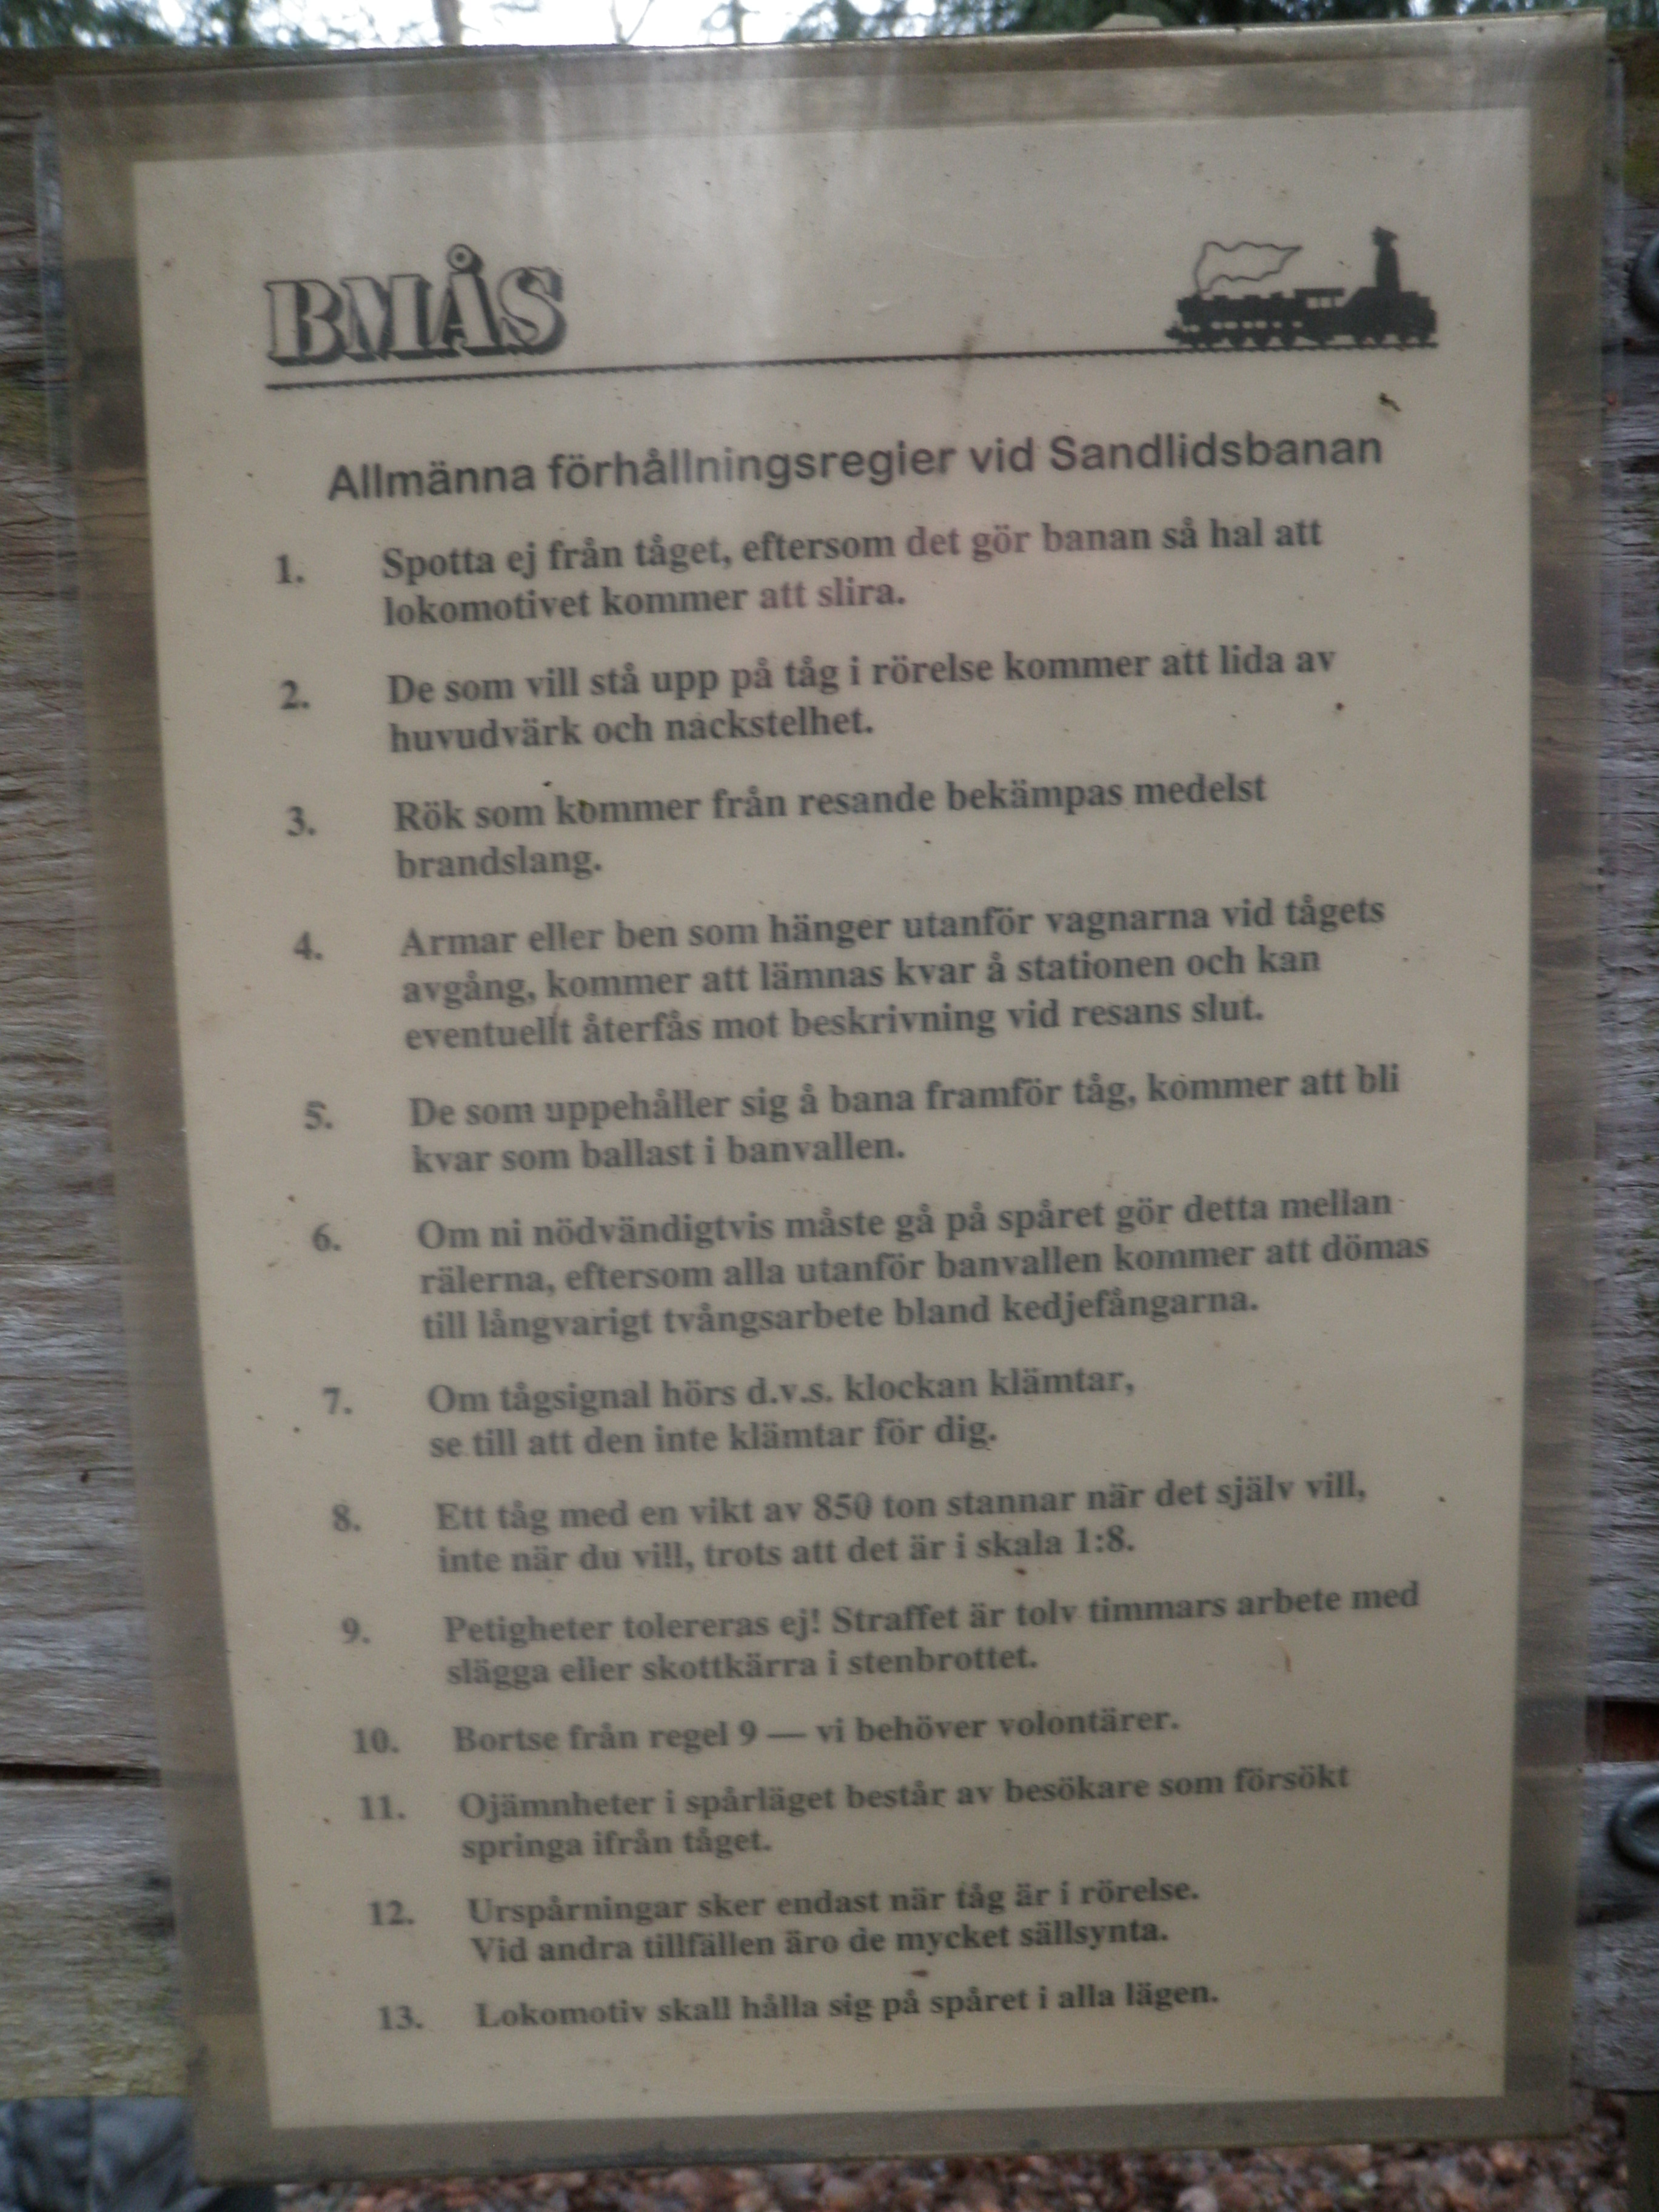 BMÅS
Allmänna förhållningsregler vid Sandlidsbanan
1. Spotta ej från tåget, eftersom det gör banan så hal att
lokomotivet kommer att slira.
2. De som vill stå upp på tåg i rörelse kommer att lida av
huvudvärk och nackstelhet.
3. Rök som kommer från resande bekämpas medelst
brandslang.
4. Armar eller ben som hänger utanför vagnarna vid tågets
avgång, kommer att lämnas kvar å stationen och kan
eventuellt återfås mot beskrivning vid resans slut.
5. De som uppehåller sig å bana framför tåg, kommer att bli
kvar som ballast i banvallen.
6. Om ni nödvändigtvis måste gå på spåret gör detta mellan
rälerna, eftersom alla utanför banvallen kommer att dömas
till långvarigt tvångsarbete bland kedjefångarna.
7. Om tågsignal hörs d.v.s. klockan klämtar,
se till att den inte klämtar för dig.
8. Ett tåg med en vikt av 850 ton stannar när det själv vill,
inte när du vill, trots att det är i skala 1:8.
9. Petigheter tolereras ej! Straffet är tolv timmars arbete med
slägga eller skottkärra i stenbrottet.
10. Bortse från regel 9 — vi behöver volontärer.
11. Ojämnheter i spårläget består av besökare som försökt
springa ifrån tåget.
12. Urspårningar sker endast när tåg är i rörelse.
Vid andra tillfällen äro de mycket sällsynta.
13. Lokomotiv skall hålla sig på spåret i alla lägen.